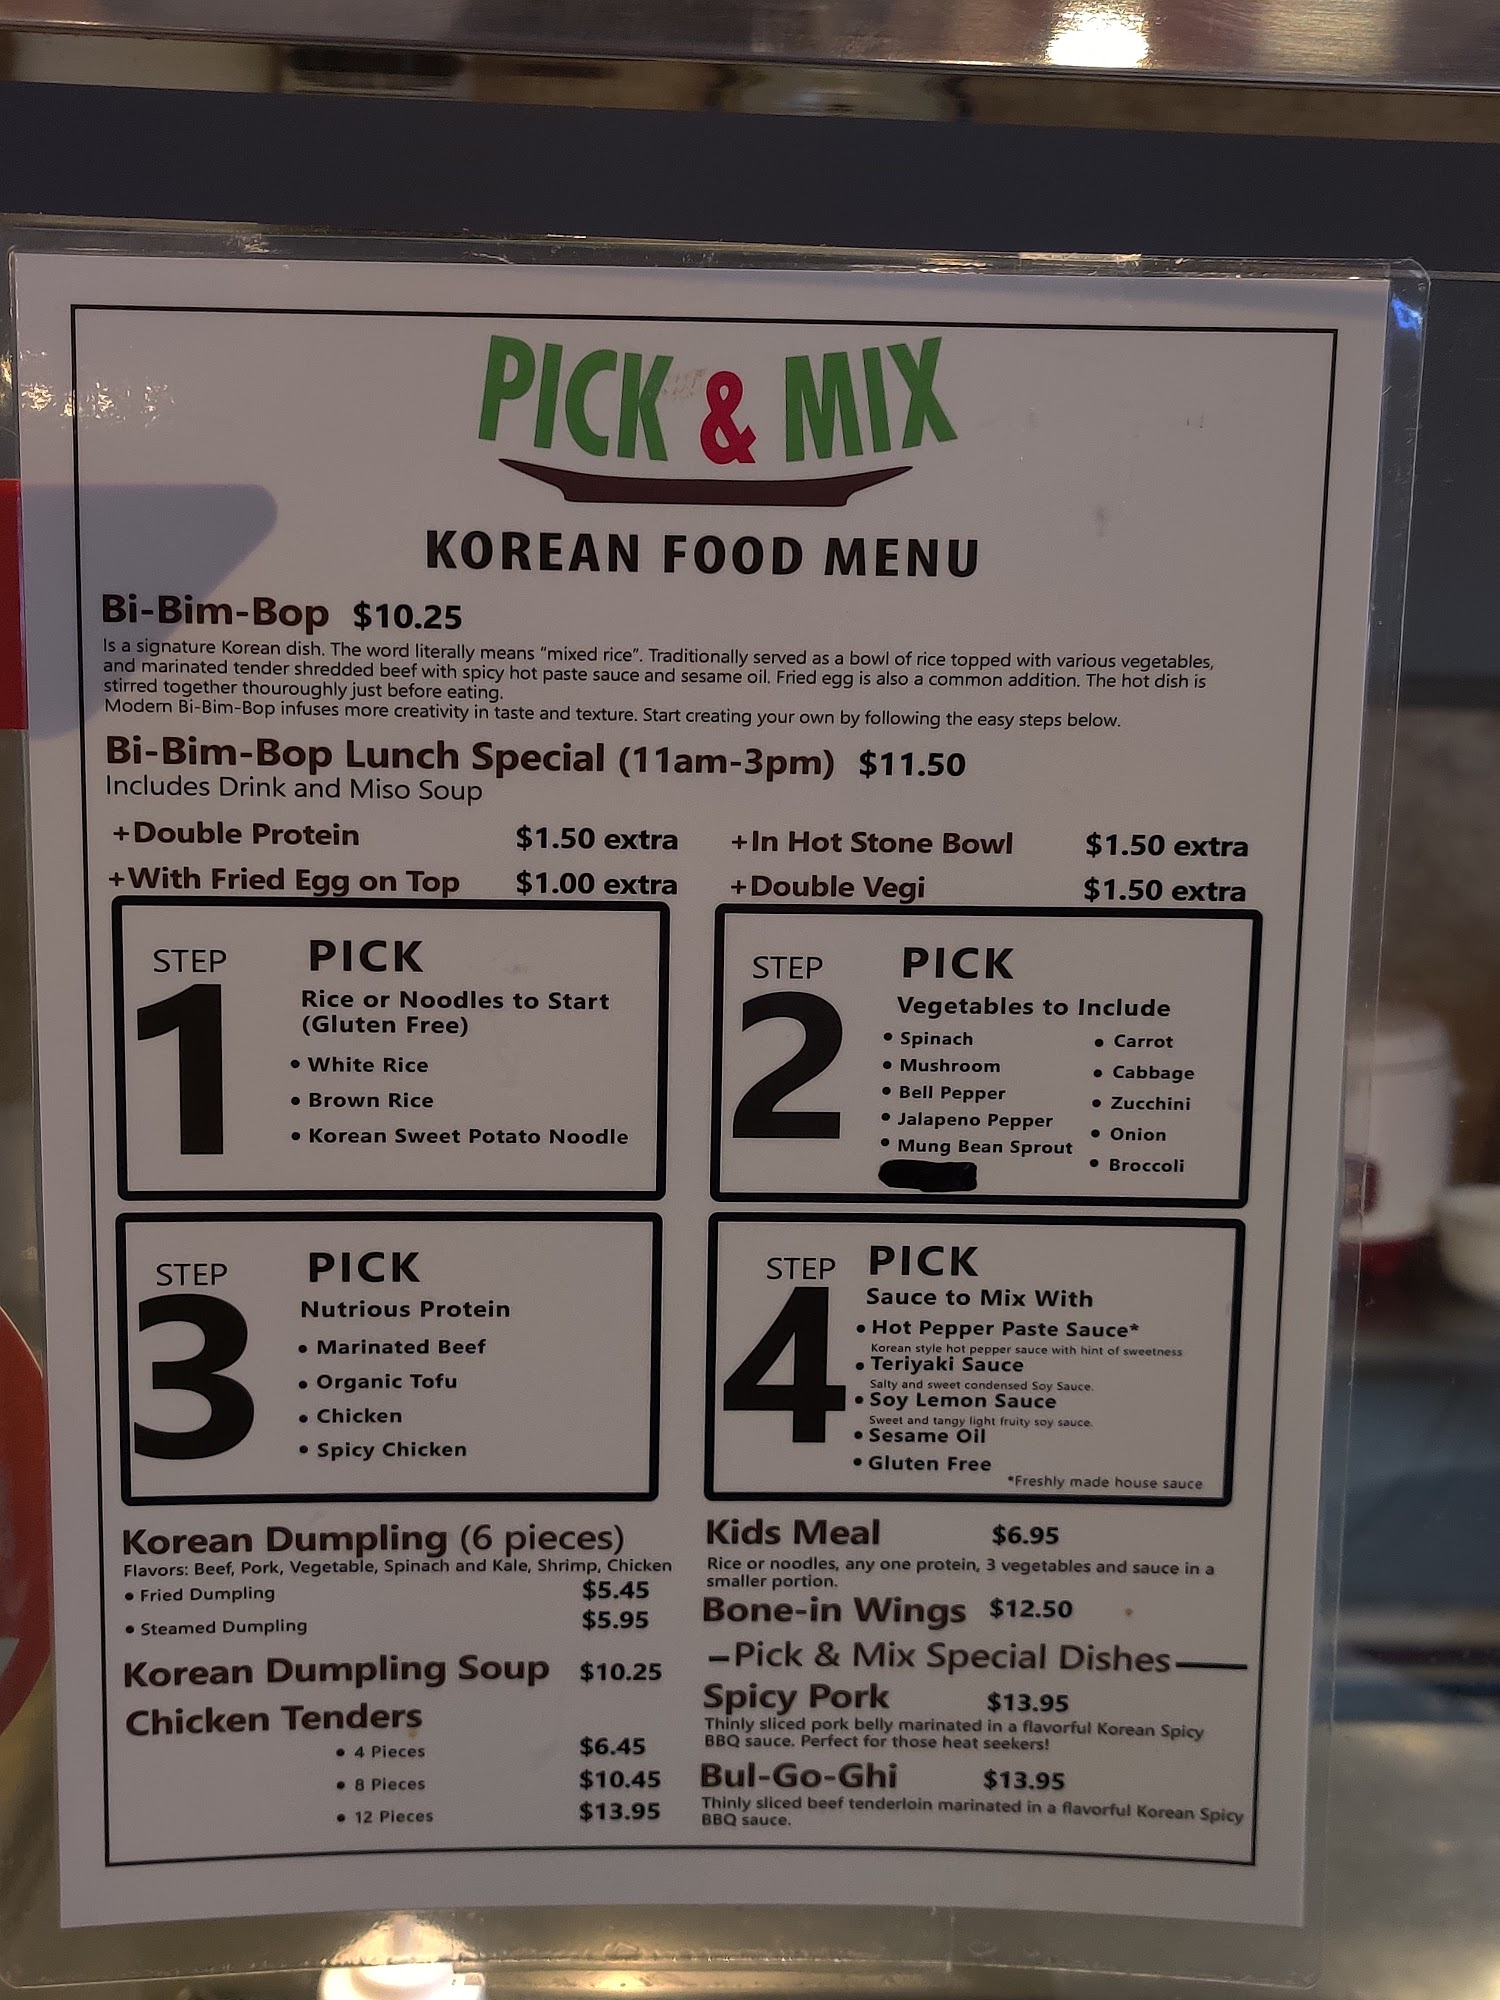 PICK & MIX
KOREAN FOOD MENU
Bi-Bim-Bop $10.25
Is a signature Korean dish. The word literally means "mixed rice". Traditionally served as a bowl of rice topped with various vegetables,
and marinated tender shredded beef with spicy hot paste sauce and sesame oil. Fried egg is also a common addition. The hot dish is
stirred together thouroughly just before eating.
Modern Bi-Bim-Bop infuses more creativity in taste and texture. Start creating your own by following the easy steps below.
Bi-Bim-Bop Lunch Special (11am-3pm) $11.50
Includes Drink and Miso Soup
+Double Protein $1.50 extra
+With Fried Egg on Top $1.00 extra
+In Hot Stone Bowl $1.50 extra
+Double Vegi $1.50 extra
STEP 1
PICK
Rice or Noodles to Start
(Gluten Free)
• White Rice
• Brown Rice
• Korean Sweet Potato Noodle
STEP 2
PICK
Vegetables to Include
• Spinach
• Mushroom
• Bell Pepper
• Jalapeno Pepper
• Mung Bean Sprout
• Carrot
• Cabbage
• Zucchini
• Onion
• Broccoli
STEP 3
PICK
Nutrious Protein
• Marinated Beef
• Organic Tofu
• Chicken
• Spicy Chicken
STEP 4
PICK
Sauce to Mix With
• Hot Pepper Paste Sauce*
Korean style hot pepper sauce with hint of sweetness
• Teriyaki Sauce
Salty and sweet condensed Soy Sauce.
• Soy Lemon Sauce
Sweet and tangy light fruity soy sauce.
• Sesame Oil
• Gluten Free
*Freshly made house sauce
Korean Dumpling (6 pieces)
Flavors: Beef, Pork, Vegetable, Spinach and Kale, Shrimp, Chicken
• Fried Dumpling $5.45
• Steamed Dumpling $5.95
Korean Dumpling Soup $10.25
Chicken Tenders
• 4 Pieces $6.45
• 8 Pieces $10.45
• 12 Pieces $13.95
Kids Meal $6.95
Rice or noodles, any one protein, 3 vegetables and sauce in a
smaller portion.
Bone-in Wings $12.50
Pick & Mix Special Dishes
Spicy Pork $13.95
Thinly sliced pork belly marinated in a flavorful Korean Spicy
BBQ sauce. Perfect for those heat seekers!
Bul-Go-Ghi $13.95
Thinly sliced beef tenderloin marinated in a flavorful Korean Spicy
BBQ sauce.